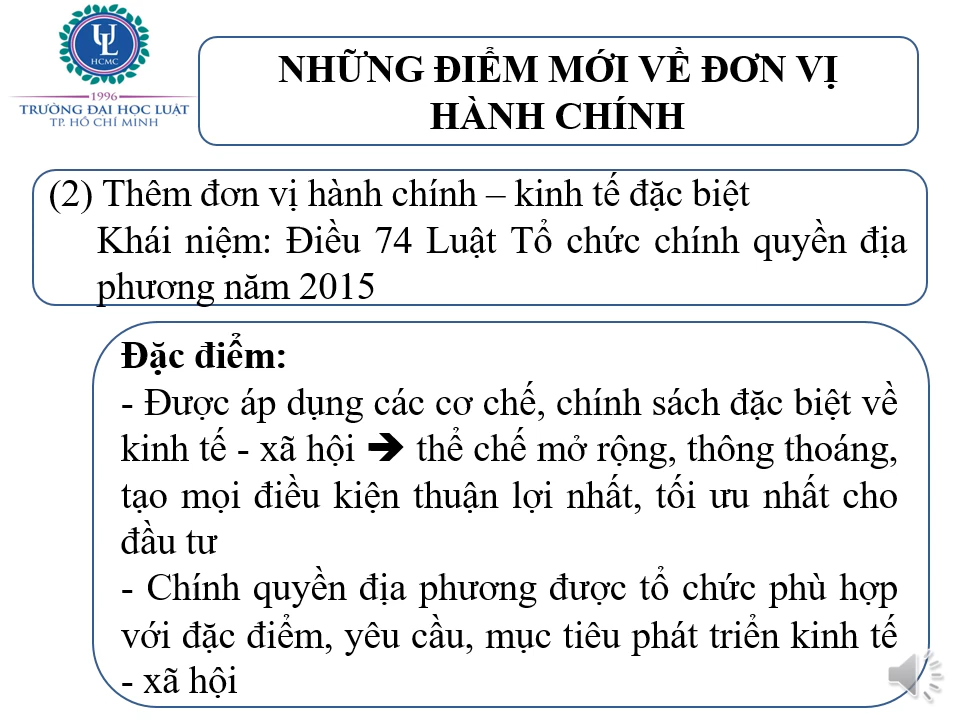 UL
HCMC
1996
TRƯỜNG ĐẠI HỌC LUẬT
TP. HỒ CHÍ MINH
NHỮNG ĐIỂM MỚI VỀ ĐƠN VỊ
HÀNH CHÍNH
(2) Thêm đơn vị hành chính – kinh tế đặc biệt
Khái niệm: Điều 74 Luật Tổ chức chính quyền địa
phương năm 2015
Đặc điểm:
- Được áp dụng các cơ chế, chính sách đặc biệt về
kinh tế - xã hội 🡺 thể chế mở rộng, thông thoáng,
tạo mọi điều kiện thuận lợi nhất, tối ưu nhất cho
đầu tư
- Chính quyền địa phương được tổ chức phù hợp
với đặc điểm, yêu cầu, mục tiêu phát triển kinh tế
- xã hội